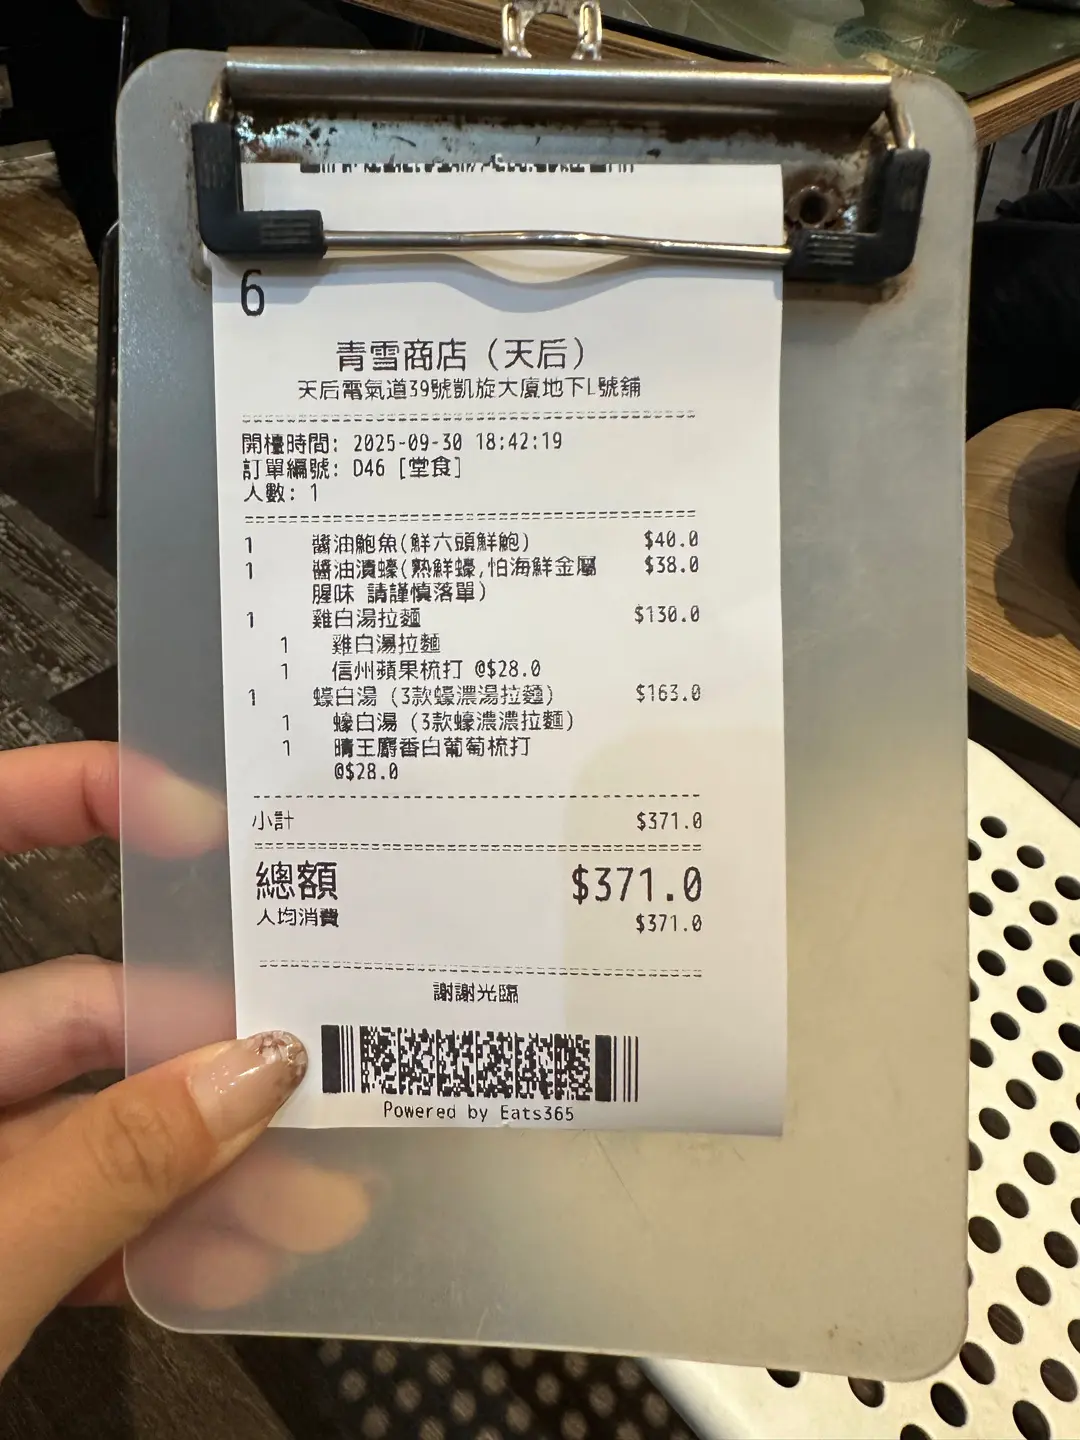 6
青雪商店（天后）
天后電氣道39號凱旋大廈地下L號舖
開檯時間: 2025-09-30 18:42:19
訂單編號: D46 [堂食]
人數: 1
1 醬油鮑魚(鮮六頭鮮鮑) $40.0
1 醬油漬蠔(熟鮮蠔,怕海鮮金屬 $38.0
腥味 請謹慎落單)
1 雞白湯拉麵 $130.0
1 雞白湯拉麵
1 信州蘋果梳打 @$28.0
1 蠔白湯 (3款蠔濃湯拉麵) $163.0
1 蠔白湯 (3款蠔濃濃拉麵)
1 晴王麝香白葡萄梳打
@$28.0
小計 $371.0
總額 $371.0
人均消費 $371.0
謝謝光臨
Powered by Eats365